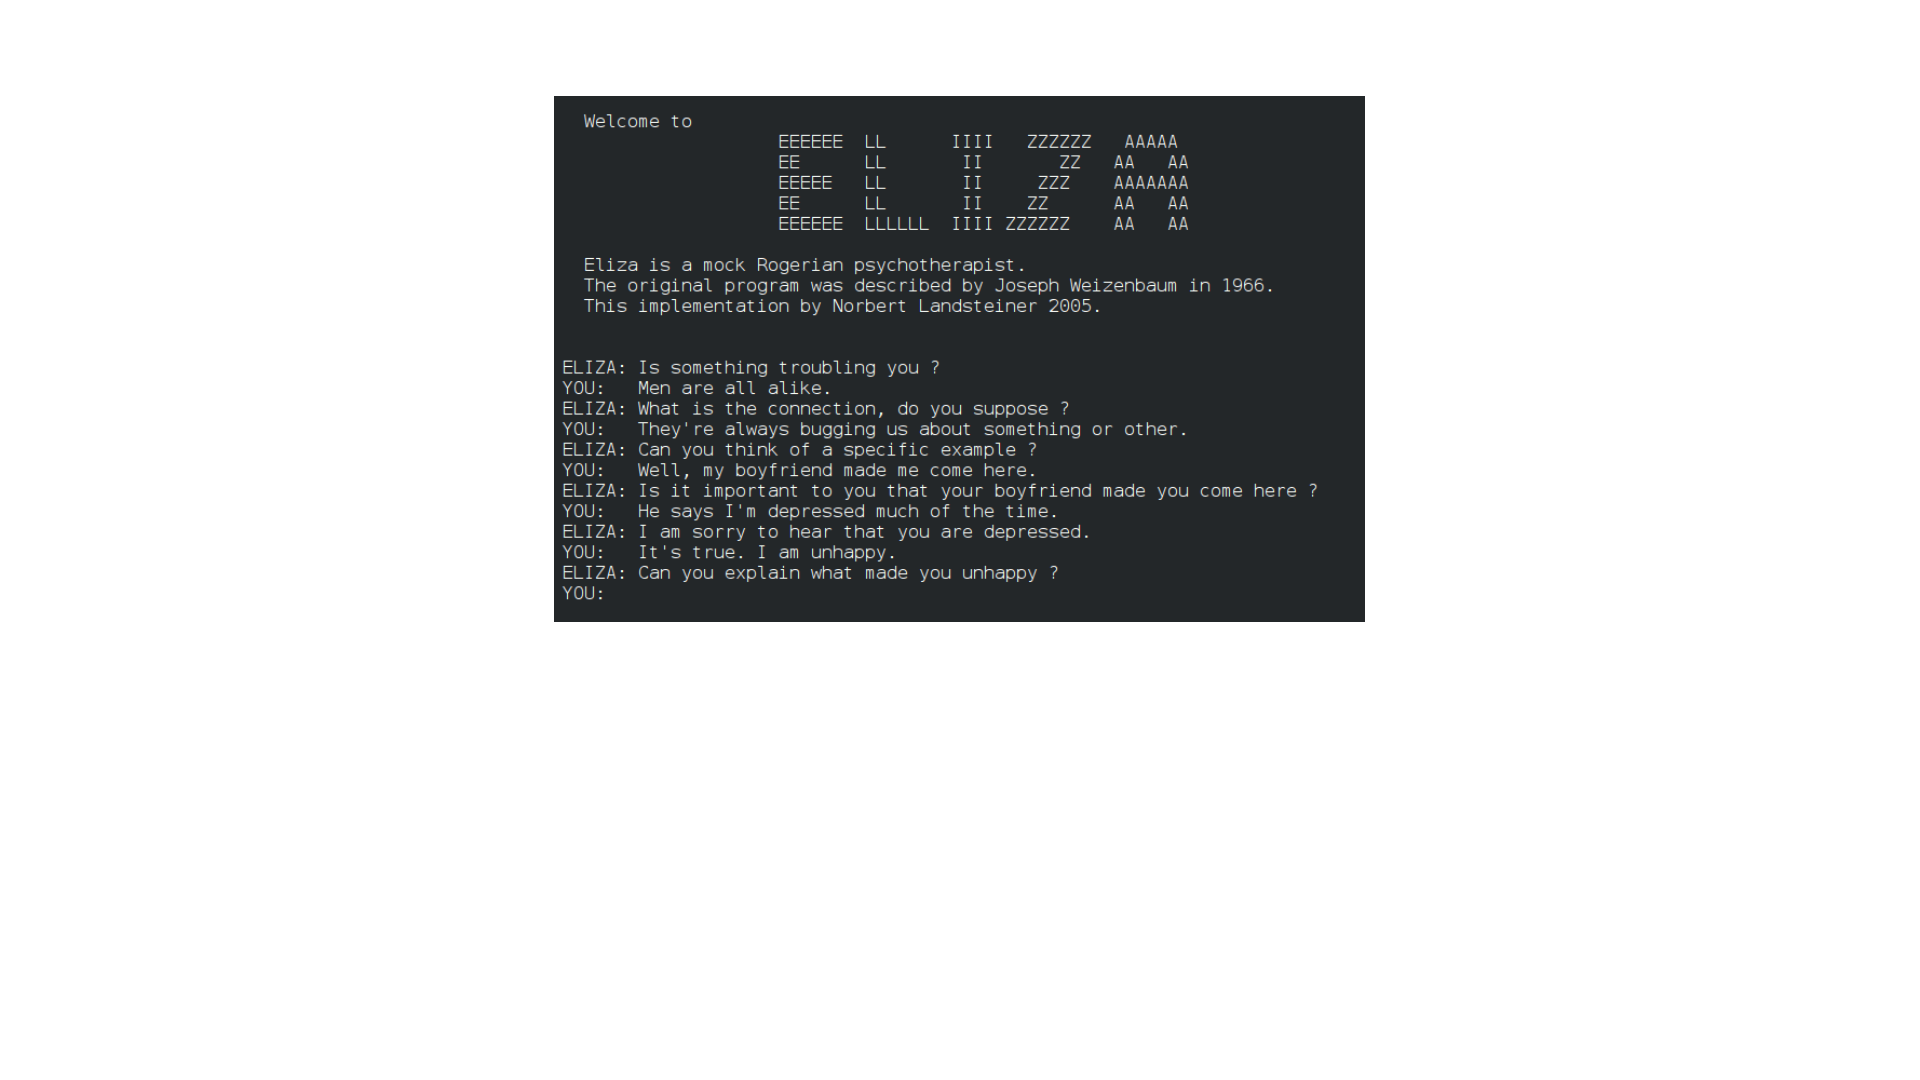 Welcome to
EEEEEE  LL      IIII   ZZZZZZ   AAAAA
EE      LL       II       ZZ   AA   AA
EEEEE   LL       II     ZZZ    AAAAAAA
EE      LL       II    ZZ      AA   AA
EEEEEE  LLLLLL  IIII ZZZZZZ    AA   AA
Eliza is a mock Rogerian psychotherapist.
The original program was described by Joseph Weizenbaum in 1966.
This implementation by Norbert Landsteiner 2005.
ELIZA: Is something troubling you ?
YOU:   Men are all alike.
ELIZA: What is the connection, do you suppose ?
YOU:   They're always bugging us about something or other.
ELIZA: Can you think of a specific example ?
YOU:   Well, my boyfriend made me come here.
ELIZA: Is it important to you that your boyfriend made you come here ?
YOU:   He says I'm depressed much of the time.
ELIZA: I am sorry to hear that you are depressed.
YOU:   It's true. I am unhappy.
ELIZA: Can you explain what made you unhappy ?
YOU: